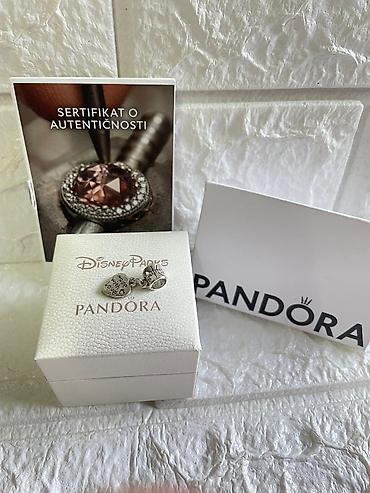 SERTIFIKAT O
AUTENTIČNOSTI
Disney Parks
PANDORA
PANDORA